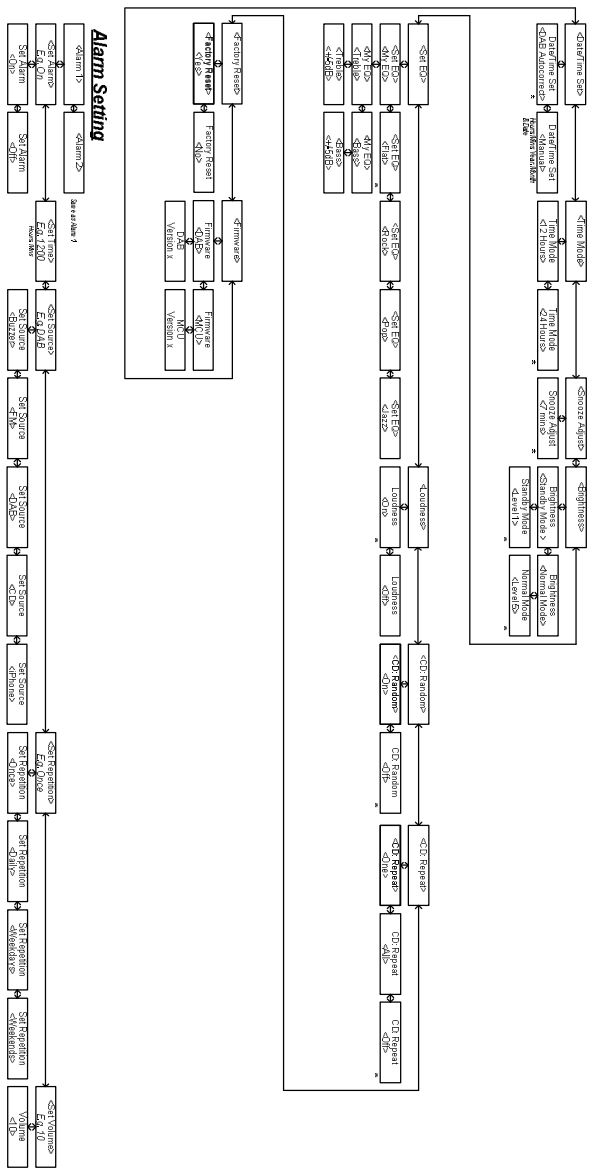 <Date/Time Set>
<Time Mode>
<Snooze Adjust>
<Brightness>
Date/Time Set
<DAB Autocorrect>
*
Date/Time Set
<Manual>
Hours Mins Year Month
& Date
Time Mode
<12 Hours>
Time Mode
<24 Hours>
*
Snooze Adjust
<7 mins>
*
Brightness
<Standby Mode >
Brightness
<Normal Mode>
Standby Mode
<Level 1>
*
Normal Mode
<Level 5>
*
<Set EQ>
<Loudness>
<CD: Random>
<CD: Repeat>
<Set EQ>
<My EQ>
<Set EQ>
<Flat>
*
<Set EQ>
<Rock>
<Set EQ>
<Pop>
<Set EQ>
<Jazz>
Loudness
<On>
*
Loudness
<Off>
<CD: Random>
<On>
CD: Random
<Off>
*
<CD: Repeat>
<One>
CD: Repeat
<All>
CD: Repeat
<Off>
*
<My EQ>
<Treble>
<My EQ>
<Bass>
<Treble>
<+/-5dB>
<Bass>
<+/-5dB>
<Factory Reset>
<Firmware>
<Factory Reset>
<Yes>
Factory Reset
<No>
Firmware
<DAB>
Firmware
<MCU>
DAB
Version x
MCU
Version x
Alarm Setting
<Alarm 1>
<Alarm 2>
Same as Alarm 1
<Set Alarm>
E.g. On
<Set Time>
E.g. 1200
Hours Mins
<Set Source>
E.g. DAB
<Set Repetition>
E.g. Once
<Set Volume>
E.g. 10
Set Alarm
<On>
Set Alarm
<Off>
Set Source
<Buzzer>
Set Source
<FM>
Set Source
<DAB>
Set Source
<CD>
Set Source
<iPhone>
Set Repetition
<Once>
Set Repetition
<Daily>
Set Repetition
<Weekdays>
Set Repetition
<Weekends>
Volume
<10>